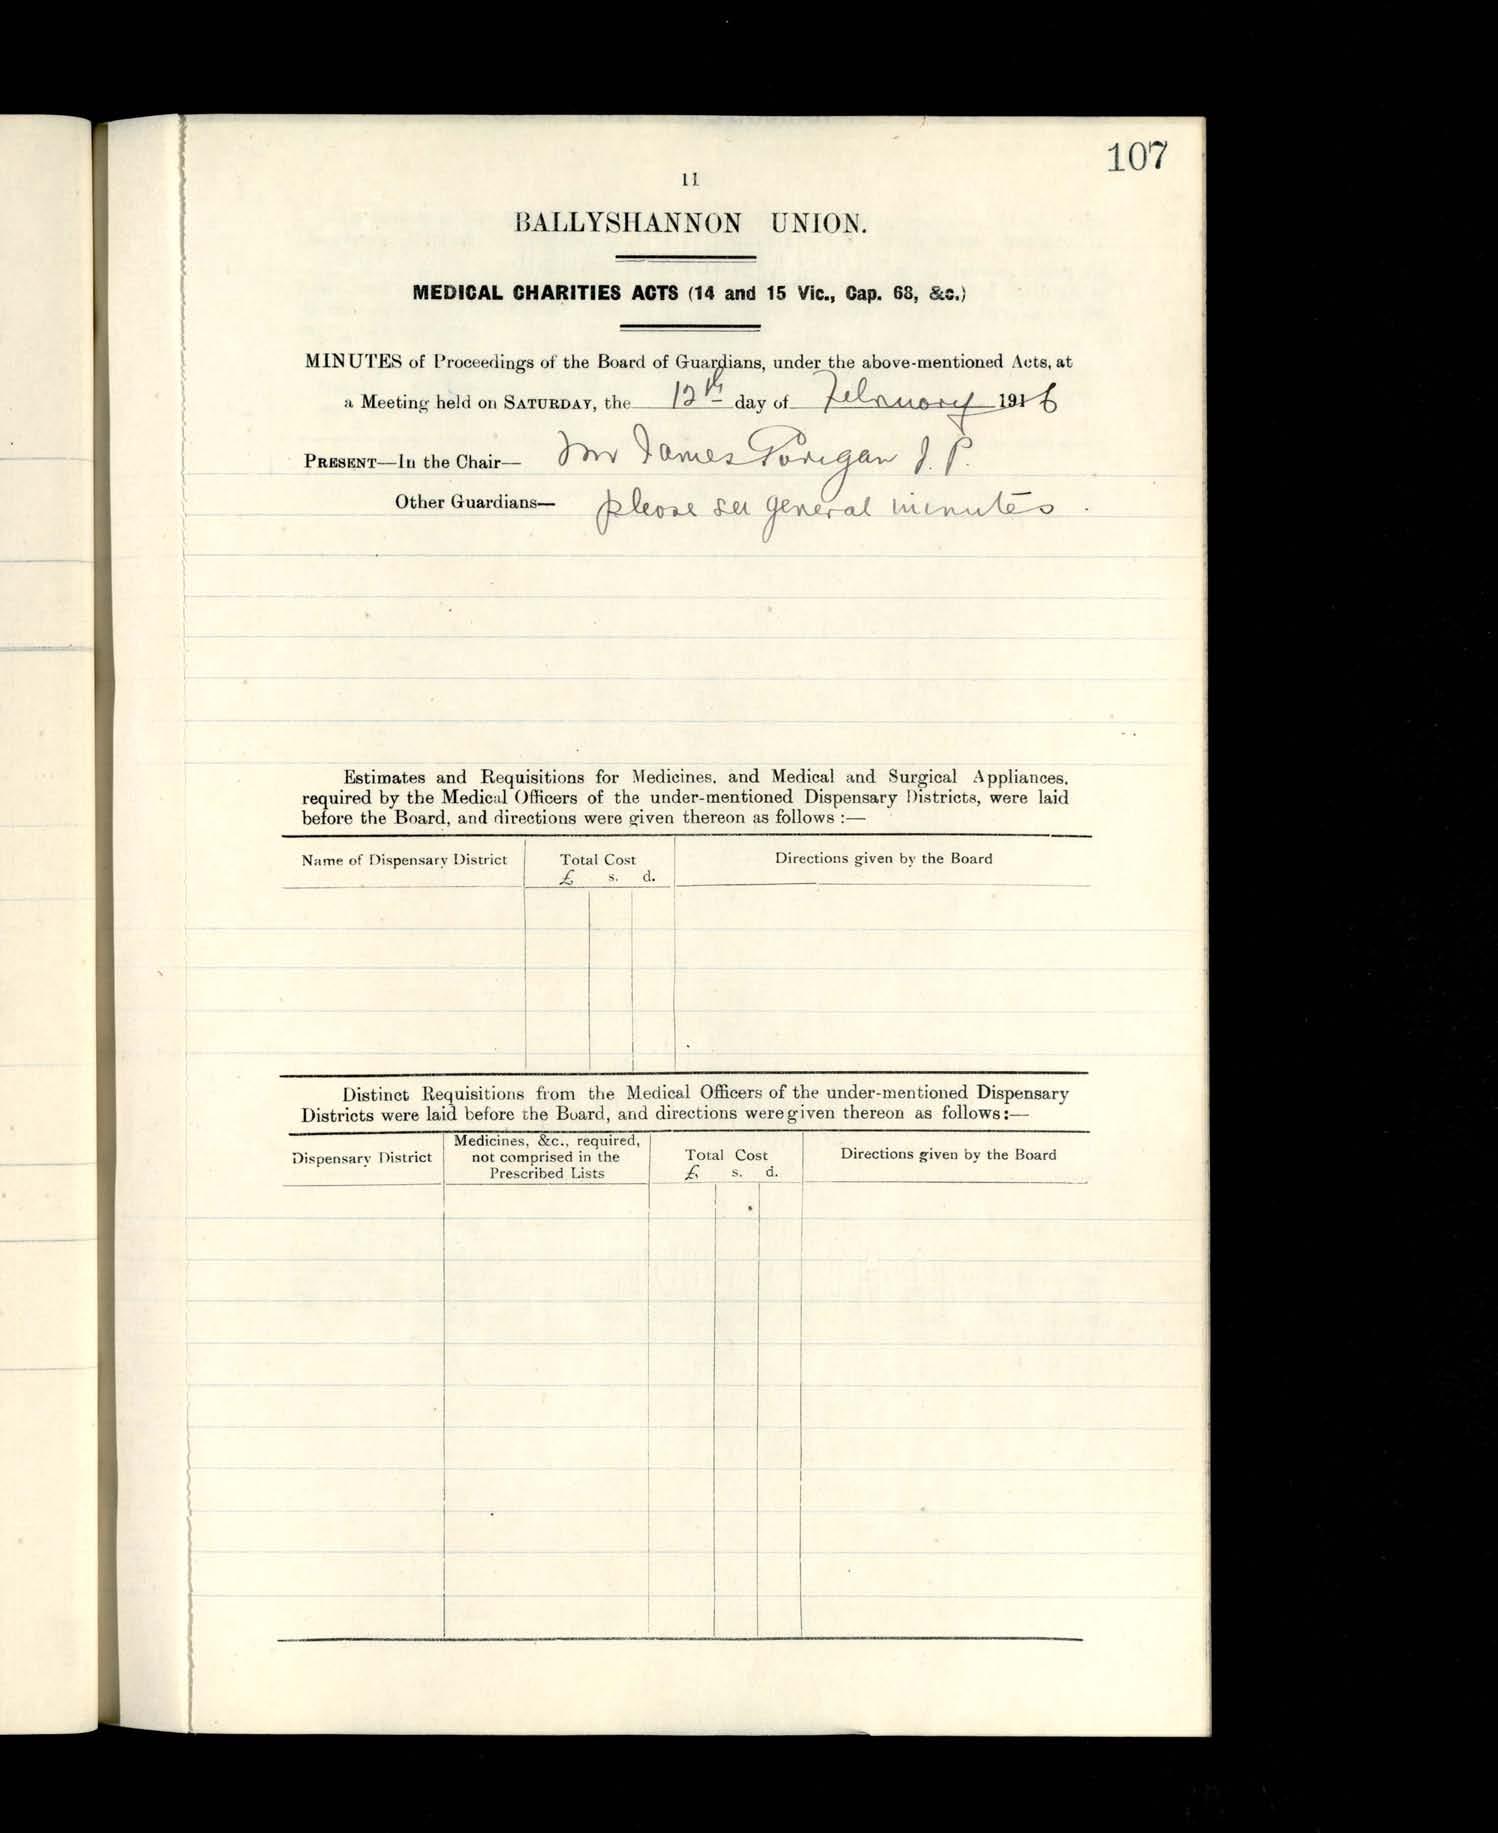 107
11
BALLYSHANNON UNION.
MEDICAL CHARITIES ACTS (14 and 15 Vic., Cap. 68, &c.)
MINUTES of Proceedings of the Board of Guardians, under the above-mentioned Acts, at
a Meeting held on SATURDAY, the 12th day of February 1916
PRESENT—In the Chair— Mr James J. P.
Other Guardians— please see general minutes.
Estimates and Requisitions for Medicines, and Medical and Surgical Appliances,
required by the Medical Officers of the under-mentioned Dispensary Districts, were laid
before the Board, and directions were given thereon as follows :—
Name of Dispensary District Total Cost Directions given by the Board
£ s. d.
Distinct Requisitions from the Medical Officers of the under-mentioned Dispensary
Districts were laid before the Board, and directions were given thereon as follows:—
Dispensary District Medicines, &c., required, not comprised in the Prescribed Lists Total Cost Directions given by the Board
£ s. d.